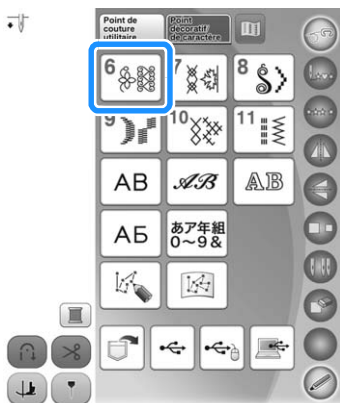 Point de
couture
utilitaire
Point
décoratif
de caractère
6
7
8
9
10
11
AB
AB
AB
АБ
あア年組
0～9&